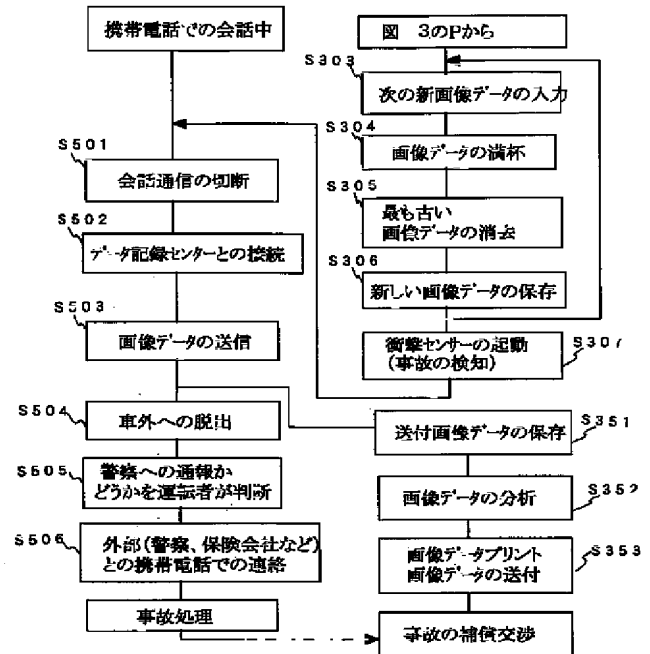 携帯電話での会話中
S501
会話通信の切断
S502
データ記録センターとの接続
S503
画像データの送信
S504
車外への脱出
S505
警察への通報か
どうかを運転者が判断
S506
外部(警察、保険会社など)
との携帯電話での連絡
事故処理
図 3のPから
S303
次の新画像データの入力
S304
画像データの満杯
S305
最も古い
画像データの消去
S306
新しい画像データの保存
衝撃センサーの起動
(事故の検知)
S307
送付画像データの保存
S351
画像データの分析
S352
画像データプリント
画像データの送付
S353
事故の補償交渉